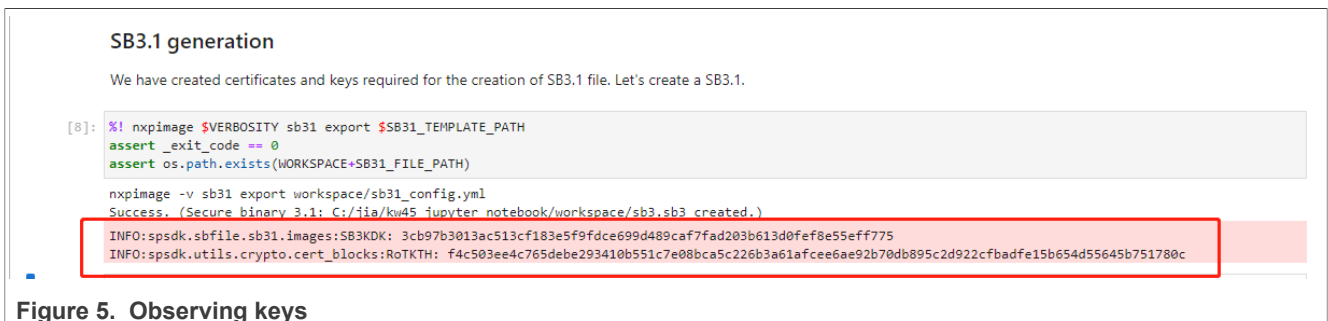 SB3.1 generation
We have created certificates and keys required for the creation of SB3.1 file. Let's create a SB3.1.
[8]: %! nxpimage $VERBOSITY sb31 export $SB31_TEMPLATE_PATH
assert _exit_code == 0
assert os.path.exists(WORKSPACE+SB31_FILE_PATH)
nxpimage -v sb31 export workspace/sb31_config.yml
Success. (Secure binary 3.1: C:/jia/kw45_jupyter_notebook/workspace/sb3.sb3 created.)
INFO:spsdk.sbfile.sb31.images:SB3KDK: 3cb97b3013ac513cf183e5f9fdce699d489caf7fad203b613d0fef8e55eff775
INFO:spsdk.utils.crypto.cert_blocks:RoTKTH: f4c503ee4c765debe293410b551c7e08bca5c226b3a61afcee6ae92b70db895c2d922cfbadfe15b654d55645b751780c
Figure 5. Observing keys